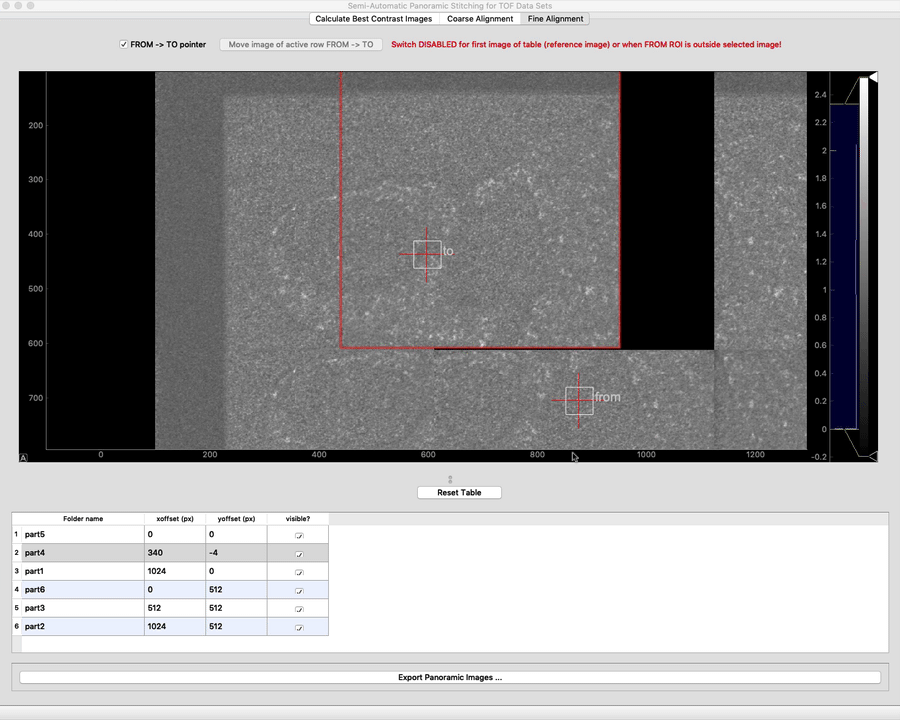 Semi-Automatic Panoramic Stitching for TOF Data Sets
Calculate Best Contrast Images Coarse Alignment Fine Alignment
FROM -> TO pointer Move image of active row FROM -> TO Switch DISABLED for first image of table (reference image) or when FROM ROI is outside selected image!
200
300
400
500
600
700
to
from
0 200 400 600 800 1000 1200
2.4
2.2
2
1.8
1.6
1.4
1.2
1
0.8
0.6
0.4
0.2
0
-0.2
A
Reset Table
Folder name xoffset (px) yoffset (px) visible?
1 part5 0 0
2 part4 340 -4
3 part1 1024 0
4 part6 0 512
5 part3 512 512
6 part2 1024 512
Export Panoramic Images ...